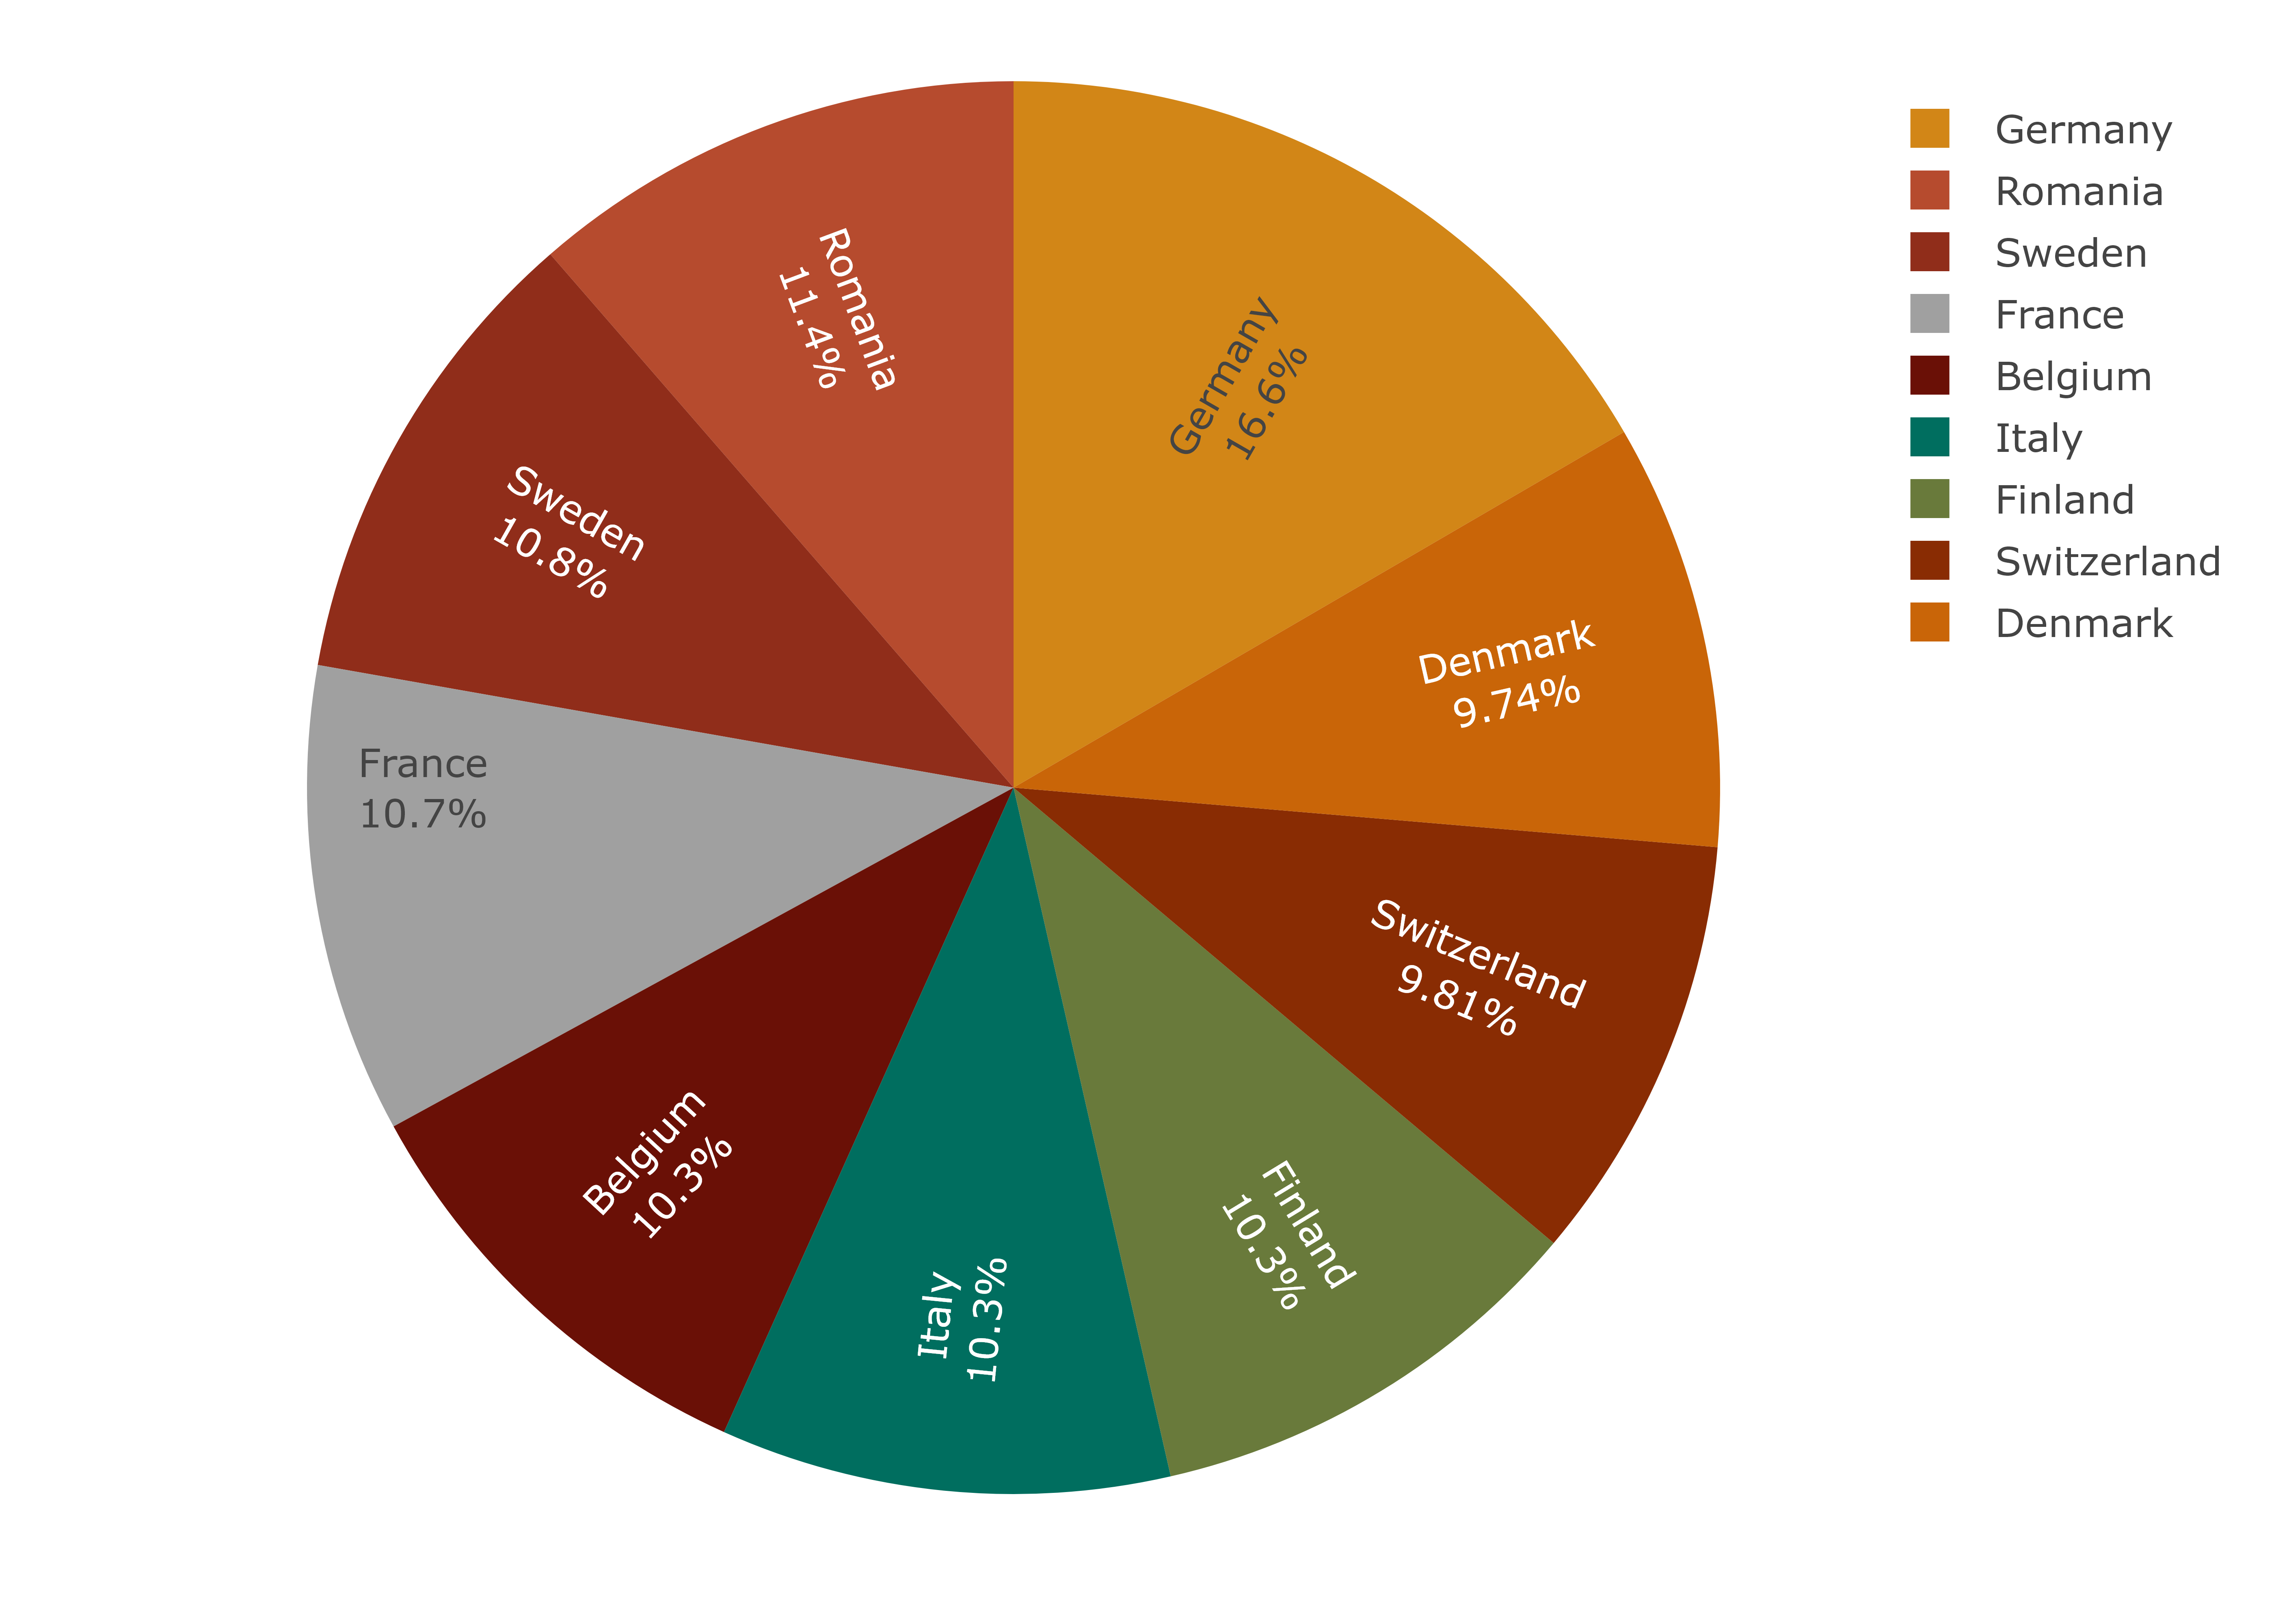 Germany
16.6%
Denmark
9.74%
Switzerland
9.81%
Finland
10.3%
Italy
10.3%
Belgium
10.3%
France
10.7%
Sweden
10.8%
Romania
11.4%
Germany
Romania
Sweden
France
Belgium
Italy
Finland
Switzerland
Denmark